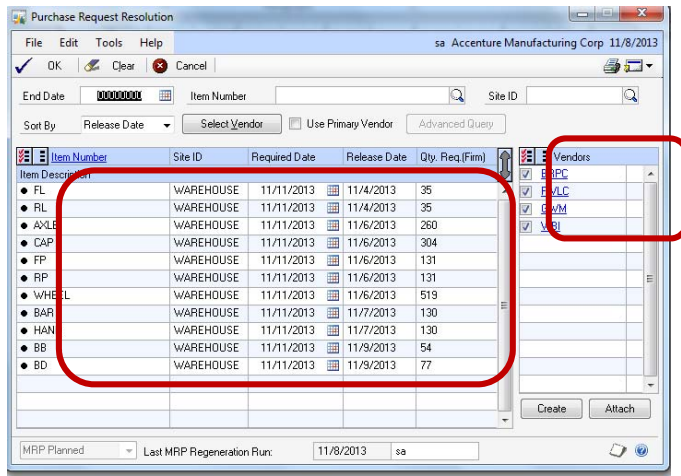 Purchase Request Resolution
File Edit Tools Help sa Accenture Manufacturing Corp 11/8/2013
OK Clear Cancel
End Date 00000000 Item Number Site ID
Sort By Release Date Select Vendor Use Primary Vendor Advanced Query
Item Number Site ID Required Date Release Date Qty. Req.(Firm) Vendors
Item Description
FL WAREHOUSE 11/11/2013 11/4/2013 35
RL WAREHOUSE 11/11/2013 11/4/2013 35
AXLE WAREHOUSE 11/11/2013 11/6/2013 260 GWM
CAP WAREHOUSE 11/11/2013 11/6/2013 304
FP WAREHOUSE 11/11/2013 11/6/2013 131
RP WAREHOUSE 11/11/2013 11/6/2013 131
WHEEL WAREHOUSE 11/11/2013 11/6/2013 519
BAR WAREHOUSE 11/11/2013 11/7/2013 130
HAN WAREHOUSE 11/11/2013 11/7/2013 130
BB WAREHOUSE 11/11/2013 11/9/2013 54
BD WAREHOUSE 11/11/2013 11/9/2013 77
Create Attach
MRP Planned Last MRP Regeneration Run: 11/8/2013 sa